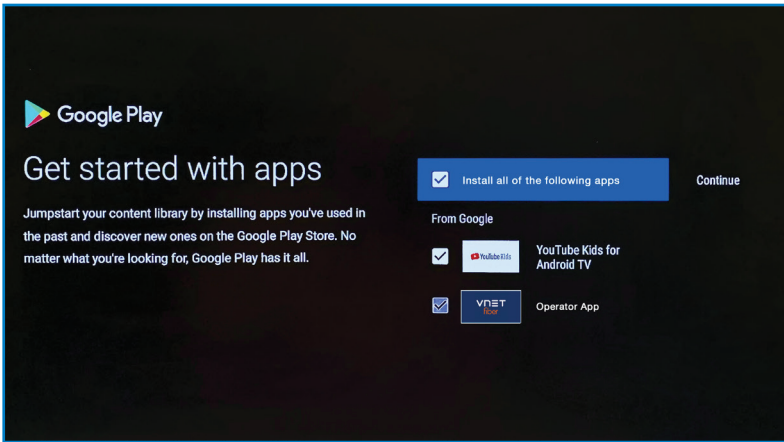 Google Play
Get started with apps
Jumpstart your content library by installing apps you've used in
the past and discover new ones on the Google Play Store. No
matter what you're looking for, Google Play has it all.
Install all of the following apps
Continue
From Google
YouTube Kids
YouTube Kids for
Android TV
VNET
fiber
Operator App